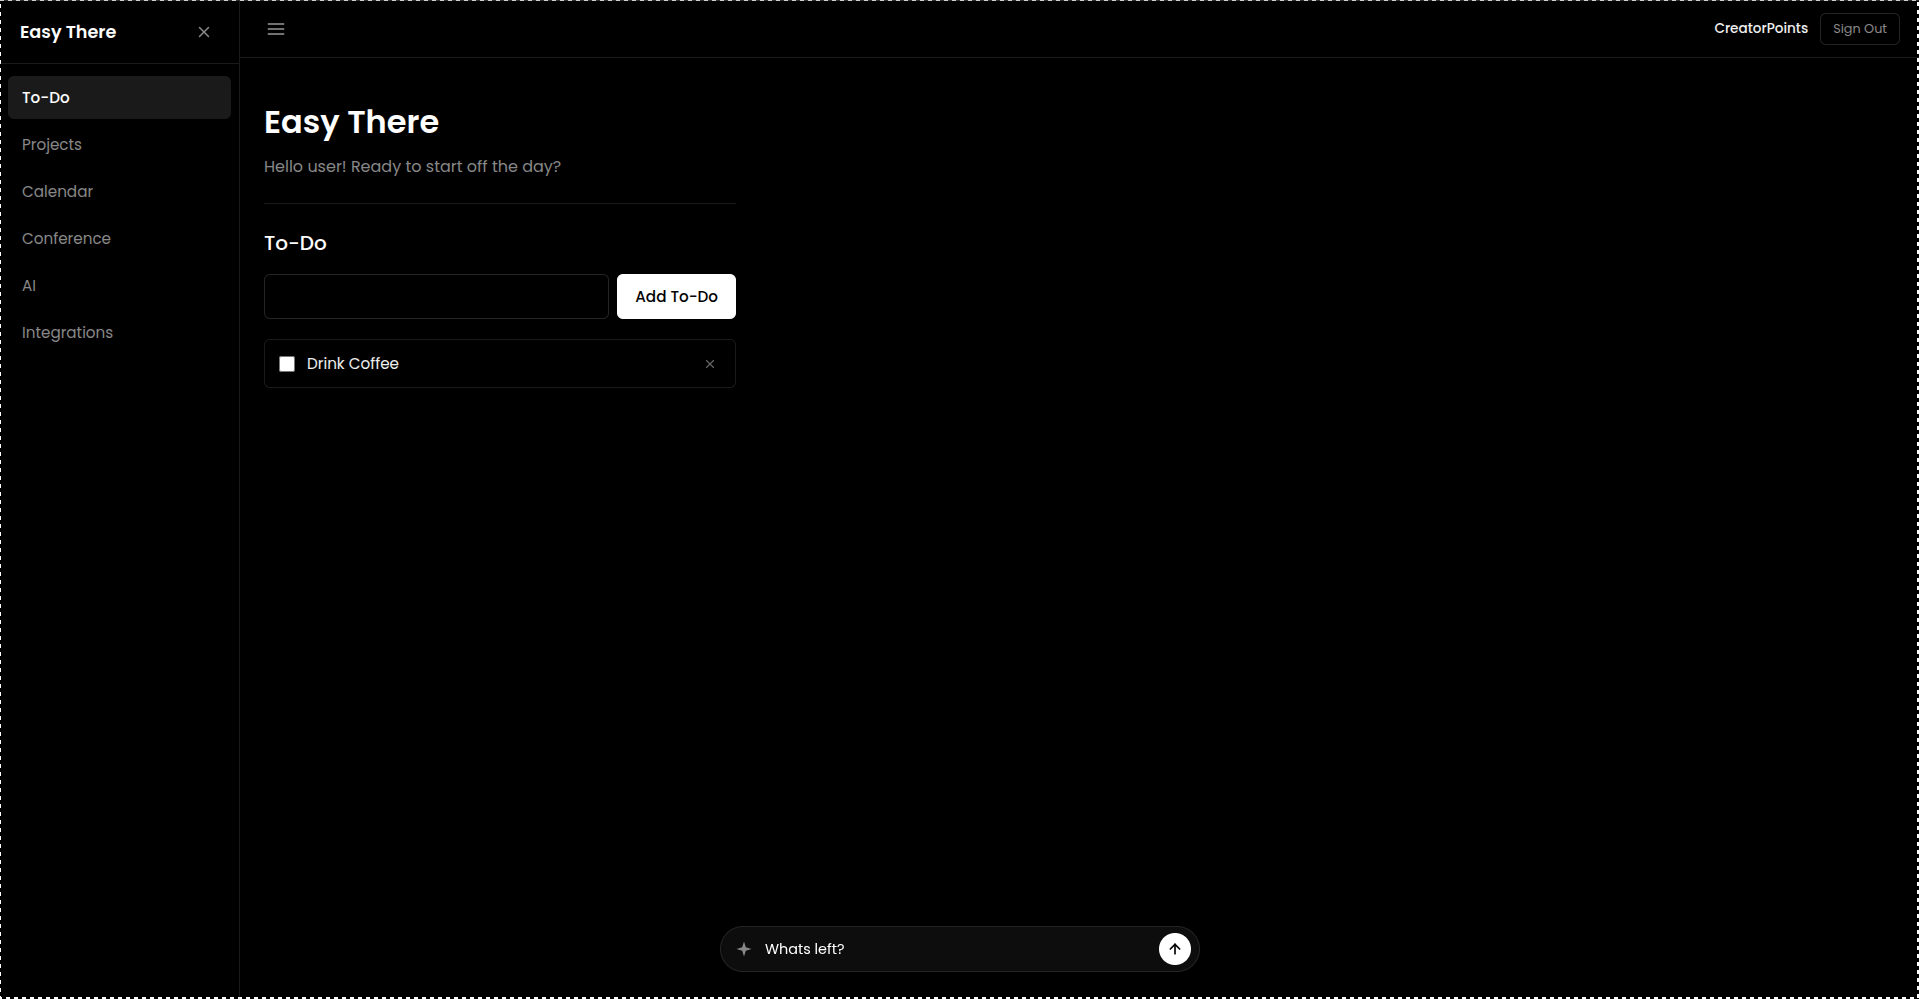 Easy There
To-Do
Projects
Calendar
Conference
AI
Integrations
CreatorPoints
Sign Out
Easy There
Hello user! Ready to start off the day?
To-Do
Add To-Do
Drink Coffee
Whats left?